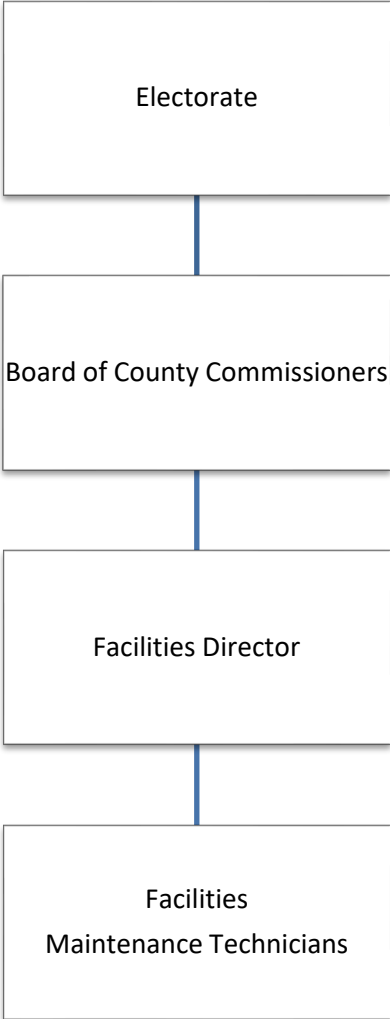 Electorate
Board of County Commissioners
Facilities Director
Facilities
Maintenance Technicians